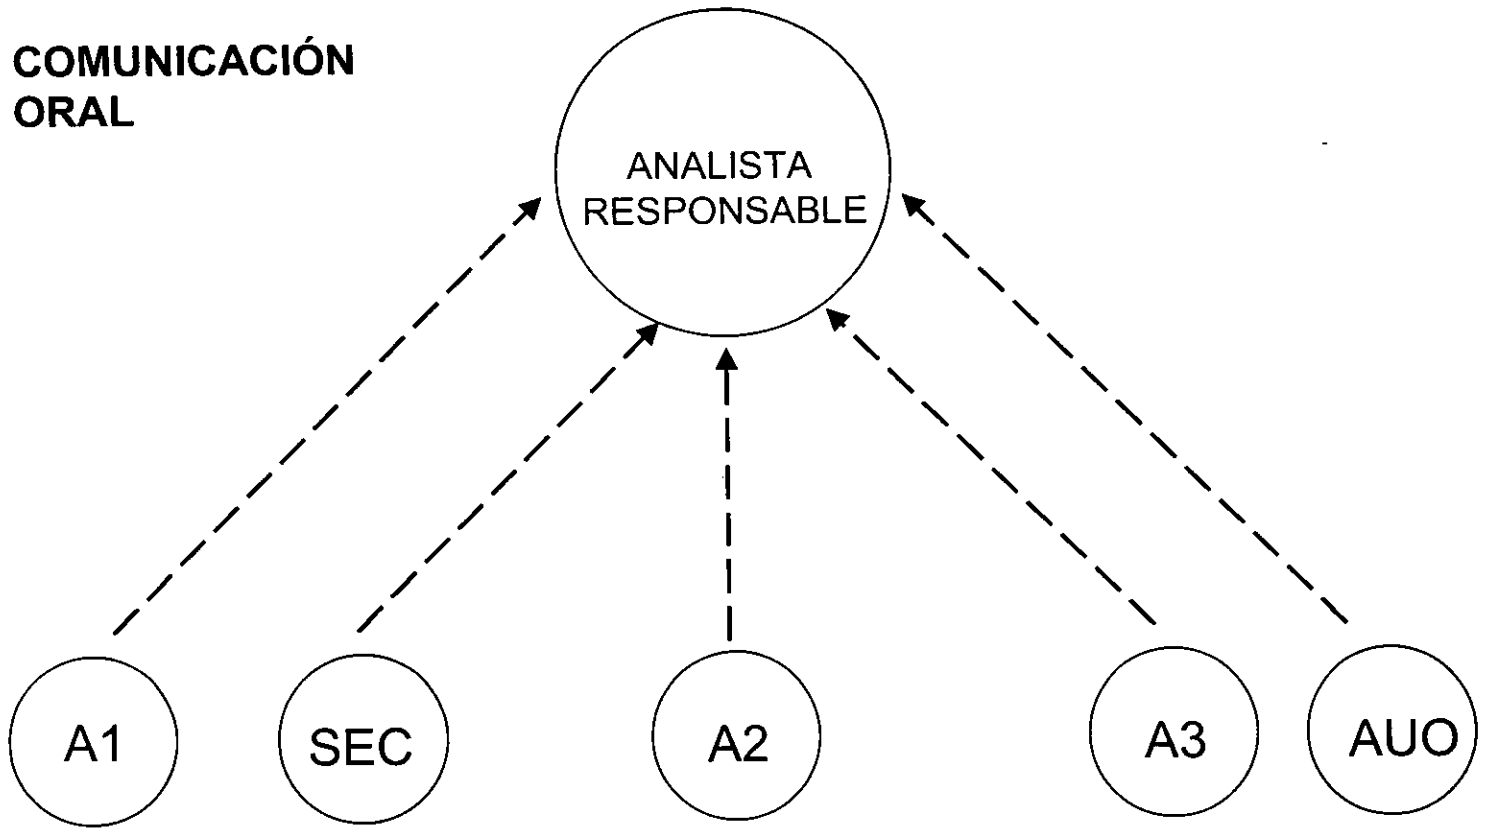 COMUNICACIÓN
ORAL
ANALISTA
RESPONSABLE
A1
SEC
A2
A3
AUO